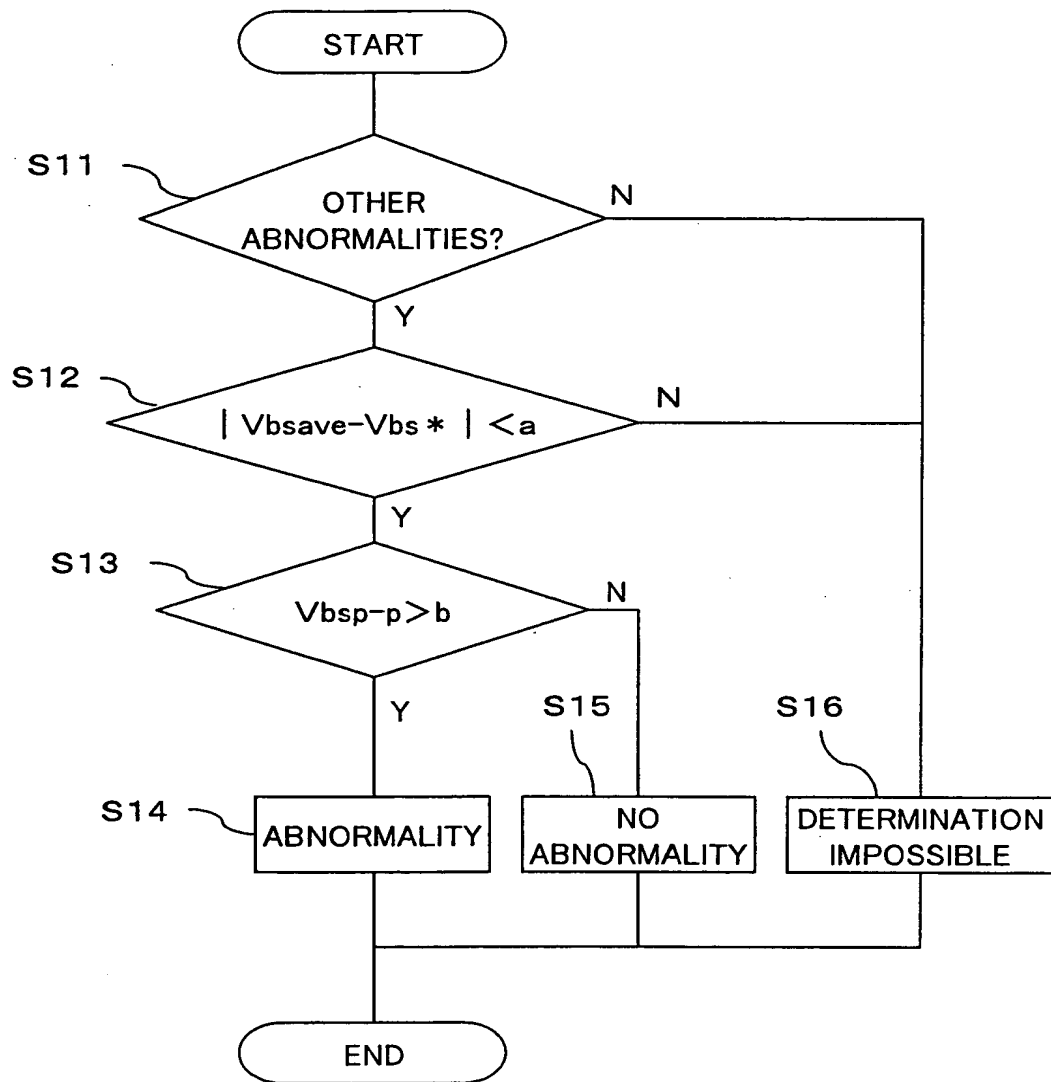 START
S11
OTHER
ABNORMALITIES?
N
Y
S12
| Vbsave-Vbs* | <a
N
Y
S13
Vbsp-p>b
N
Y
S14
ABNORMALITY
S15
NO
ABNORMALITY
S16
DETERMINATION
IMPOSSIBLE
END